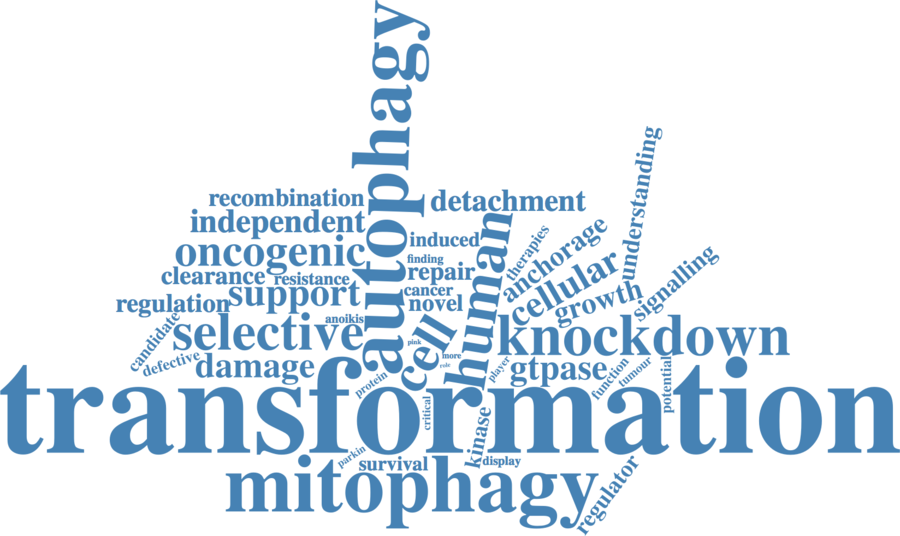 autophagy
understanding
recombination
detachment
independent
human
therapies
anchorage
oncogenic
induced
signalling
finding
clearance
resistance
repair
cellular
support
cancer
growth
regulation
novel
selective
anoikis
cell
knockdown
candidate
pink
defective
damage
more
role
player
gtpase
function
tumour
potential
protein
transformation
critical
kinase
parkin
survival
display
mitophagy
regulator